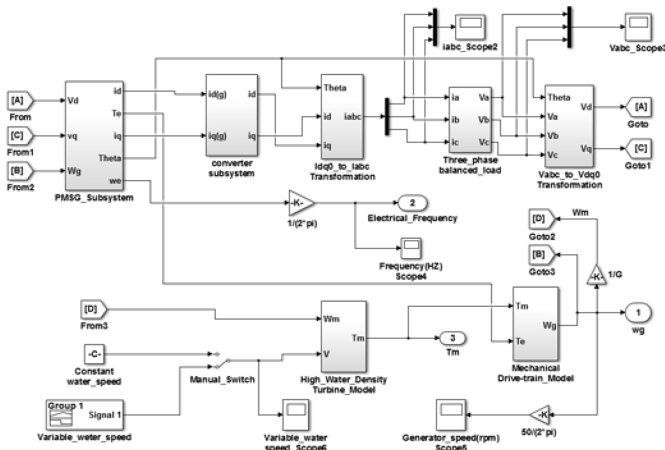 iabc_Scope2
Vabc_Scope3
[A]
From
[C]
From1
[B]
From2
Vd
vq
Wg
id
Te
iq
Theta
we
PMSG_Subsystem
id(g)
id
iq(g)
iq
converter
subsystem
Theta
id
iabc
iq
Idq0_to_Iabc
Transformation
ia
Va
ib
Vb
ic
Vc
Three_phase
balanced_load
Theta
Va
Vd
Vb
Vq
Vc
Vabc_to_Vdq0
Transformation
[A]
Goto
[C]
Goto1
-K-
1/(2*pi)
2
Electrical_Frequency
Frequency(HZ)
Scope4
[D]
Goto2
Wm
[B]
Goto3
-K-
1/G
1
wg
[D]
From3
-C-
Constant
water_speed
Manual_Switch
Group 1
Signal 1
Variable_weter_speed
Wm
Tm
V
High_Water_Density
Turbine_Model
3
Tm
Tm
Wg
Te
Mechanical
Drive-train_Model
Variable_water
speed_Scope6
Generator_speed(rpm)
Scope5
-K
50/(2*pi)